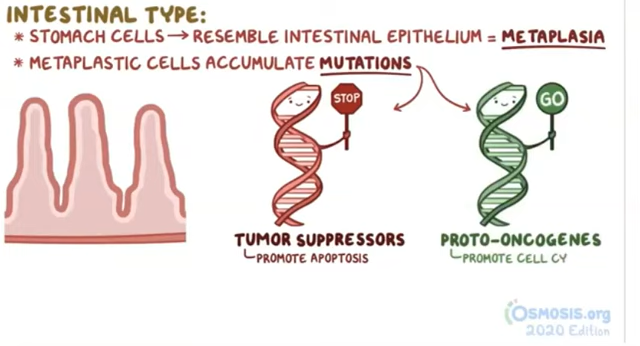 INTESTINAL TYPE:
* STOMACH CELLS → RESEMBLE INTESTINAL EPITHELIUM = METAPLASIA
* METAPLASTIC CELLS ACCUMULATE MUTATIONS
STOP
GO
TUMOR SUPPRESSORS
PROMOTE APOPTOSIS
PROTO-ONCOGENES
PROMOTE CELL CY
OSMOSIS.org
2020 Edition